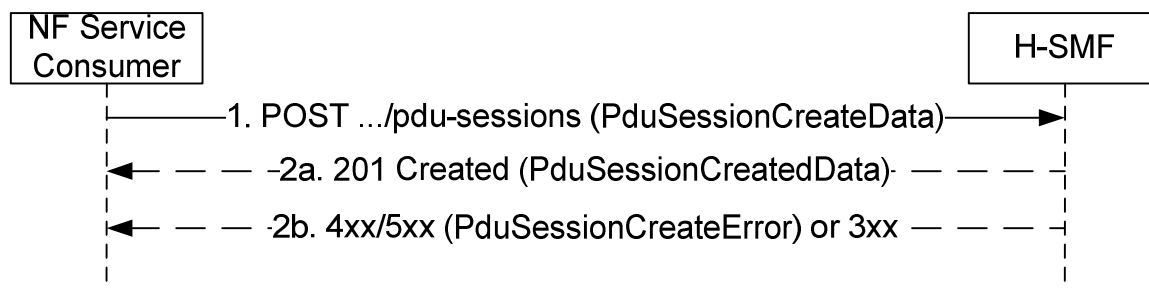 NF Service
Consumer
H-SMF
1. POST .../pdu-sessions (PduSessionCreateData)
2a. 201 Created (PduSessionCreatedData)
2b. 4xx/5xx (PduSessionCreateError) or 3xx